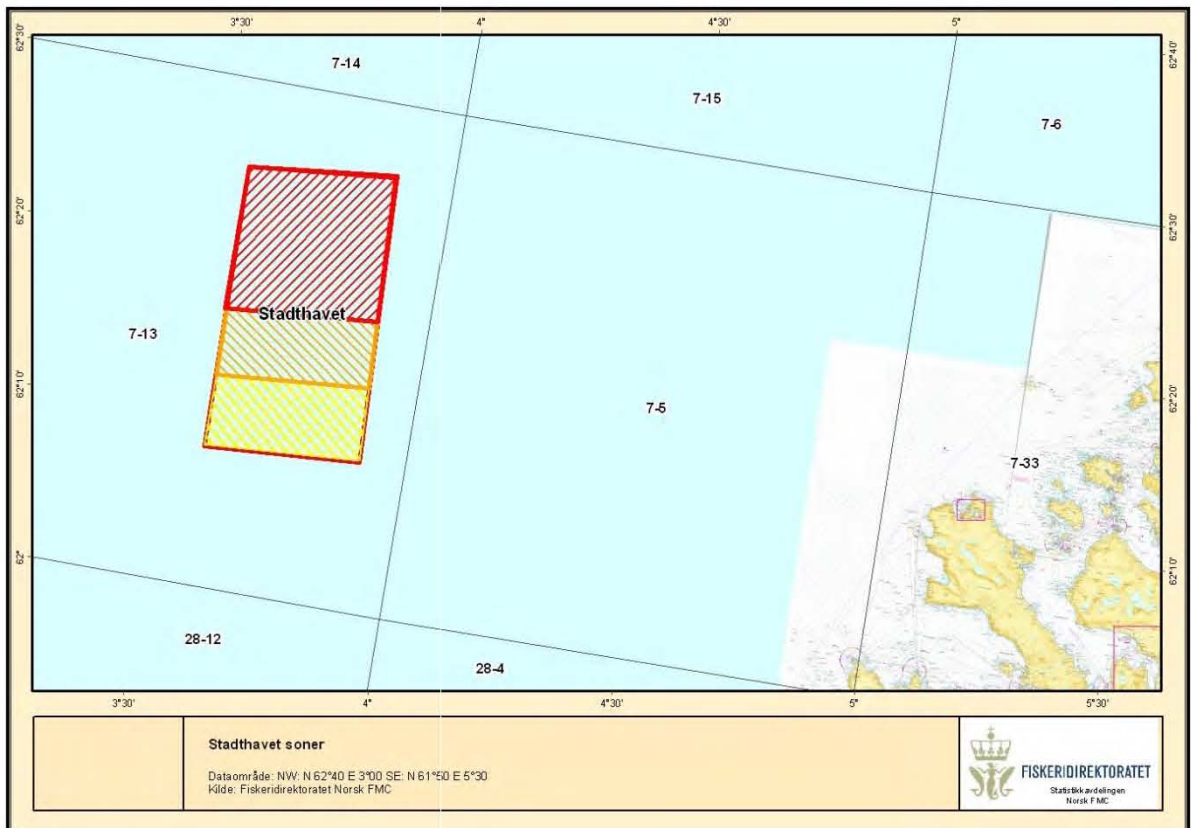 3°30' 4° 4°30' 5°
62°30'
62°40'
7-14
7-15
7-6
62°20'
62°30'
Stadthavet
7-13
62°10'
62°20'
7-5
7-33
62°
62°10'
28-12
28-4
3°30' 4° 4°30' 5° 5°30'
Stadthavet soner
Dataområde: NW: N 62°40 E 3°00 SE: N 61°50 E 5°30
Kilde: Fiskeridirektoratet Norsk FMC
FISKERIDIREKTORATET
Statistikkavdelingen
Norsk FMC